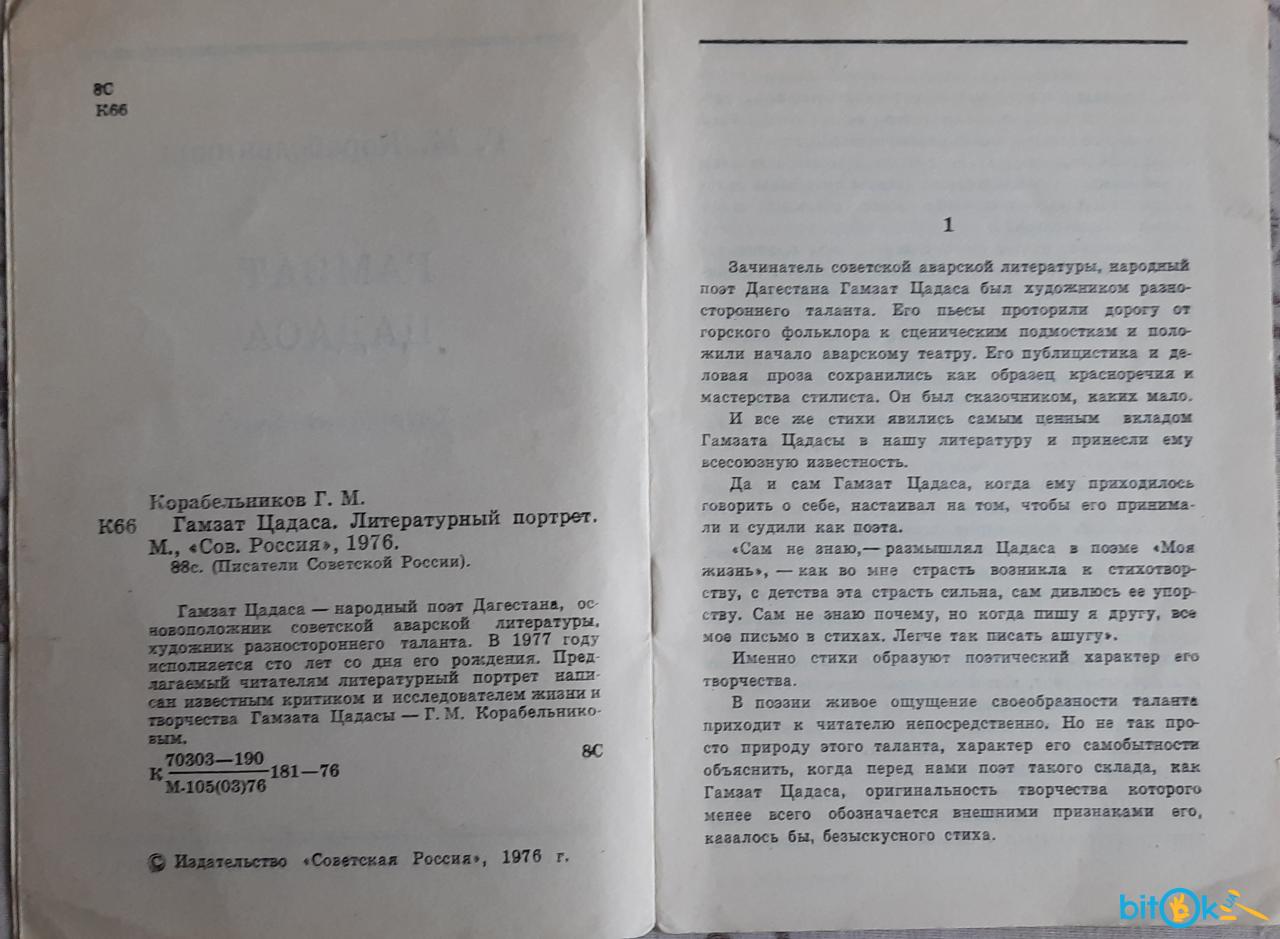 8С
К66
Корабельников Г. М.
К66 Гамзат Цадаса. Литературный портрет.
М., «Сов. Россия», 1976.
88с. (Писатели Советской России).
Гамзат Цадаса — народный поэт Дагестана, ос-
новоположник советской аварской литературы,
художник разностороннего таланта. В 1977 году
исполняется сто лет со дня его рождения. Пред-
лагаемый читателям литературный портрет напи-
сан известным критиком и исследователем жизни и
творчества Гамзата Цадасы — Г. М. Корабельнико-
вым.
К 70303—190
М-105(03)76 181—76
8С
© Издательство «Советская Россия», 1976 г.
1
Зачинатель советской аварской литературы, народный
поэт Дагестана Гамзат Цадаса был художником разно-
стороннего таланта. Его пьесы проторили дорогу от
горского фольклора к сценическим подмосткам и поло-
жили начало аварскому театру. Его публицистика и де-
ловая проза сохранились как образец красноречия и
мастерства стилиста. Он был сказочником, каких мало.
И все же стихи явились самым ценным вкладом
Гамзата Цадасы в нашу литературу и принесли ему
всесоюзную известность.
Да и сам Гамзат Цадаса, когда ему приходилось
говорить о себе, настаивал на том, чтобы его принима-
ли и судили как поэта.
«Сам не знаю,— размышлял Цадаса в поэме «Моя
жизнь», — как во мне страсть возникла к стихотвор-
ству, с детства эта страсть сильна, сам дивлюсь ее упор-
ству. Сам не знаю почему, но когда пишу я другу, все
мое письмо в стихах. Легче так писать ашугу».
Именно стихи образуют поэтический характер его
творчества.
В поэзии живое ощущение своеобразности таланта
приходит к читателю непосредственно. Но не так про-
сто природу этого таланта, характер его самобытности
объяснить, когда перед нами поэт такого склада, как
Гамзат Цадаса, оригинальность творчества которого
менее всего обозначается внешними признаками его,
казалось бы, безыскусного стиха.
bitOk.ua